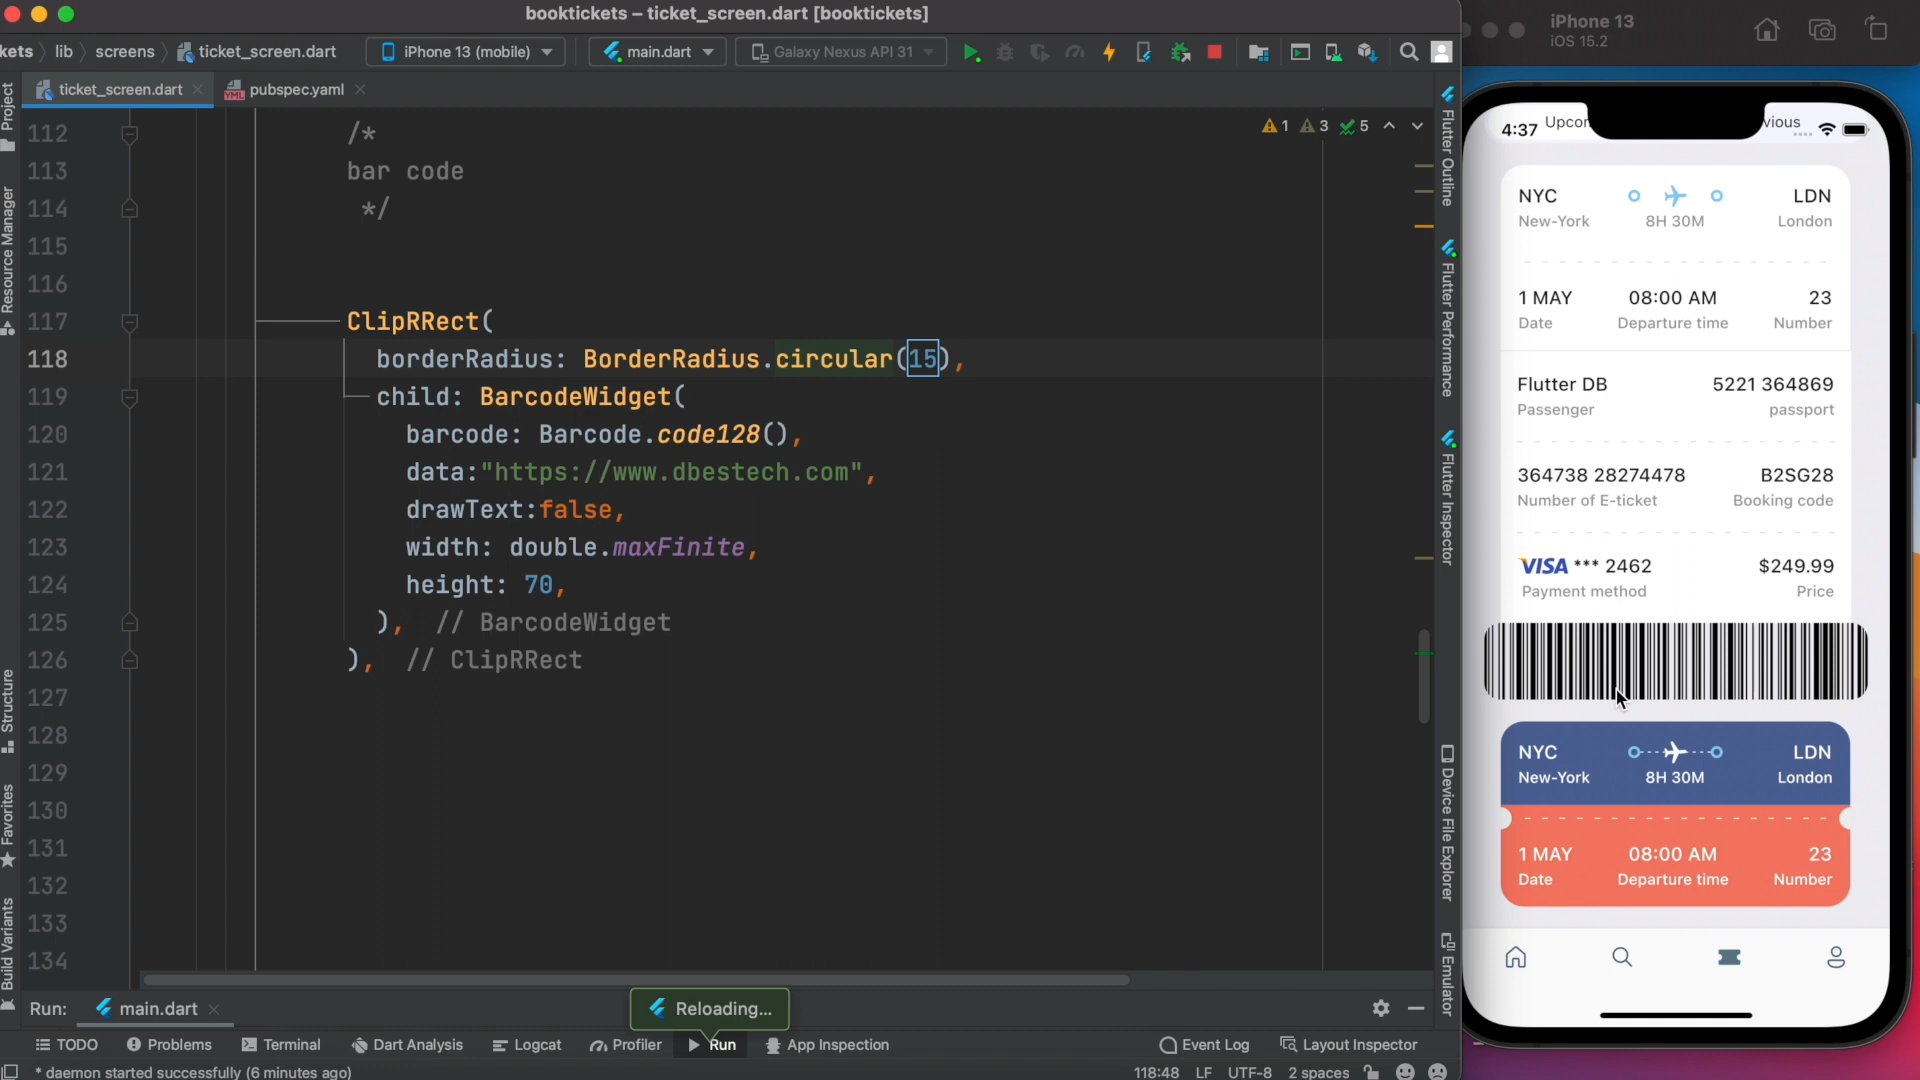 booktickets – ticket_screen.dart [booktickets]
kets lib screens ticket_screen.dart iPhone 13 (mobile) main.dart Galaxy Nexus API 31
ticket_screen.dart pubspec.yaml
1 3 5
112 /*
113 bar code
114 */
115
116
117 ClipRRect(
118 borderRadius: BorderRadius.circular(15),
119 child: BarcodeWidget(
120 barcode: Barcode.code128(),
121 data:"https://www.dbestech.com",
122 drawText:false,
123 width: double.maxFinite,
124 height: 70,
125 ), // BarcodeWidget
126 ), // ClipRRect
127
128
129
130
131
132
133
134
Project
Resource Manager
Structure
Favorites
Build Variants
Flutter Outline
Flutter Performance
Flutter Inspector
Device File Explorer
Emulator
Run: main.dart
Reloading...
TODO Problems Terminal Dart Analysis Logcat Profiler Run App Inspection Event Log Layout Inspector
* daemon started successfully (6 minutes ago) 118:48 LF UTF-8 2 spaces
iPhone 13
iOS 15.2
4:37 Upcom vious
NYC LDN
New-York 8H 30M London
1 MAY 08:00 AM 23
Date Departure time Number
Flutter DB 5221 364869
Passenger passport
364738 28274478 B2SG28
Number of E-ticket Booking code
VISA *** 2462 $249.99
Payment method Price
NYC LDN
New-York 8H 30M London
1 MAY 08:00 AM 23
Date Departure time Number